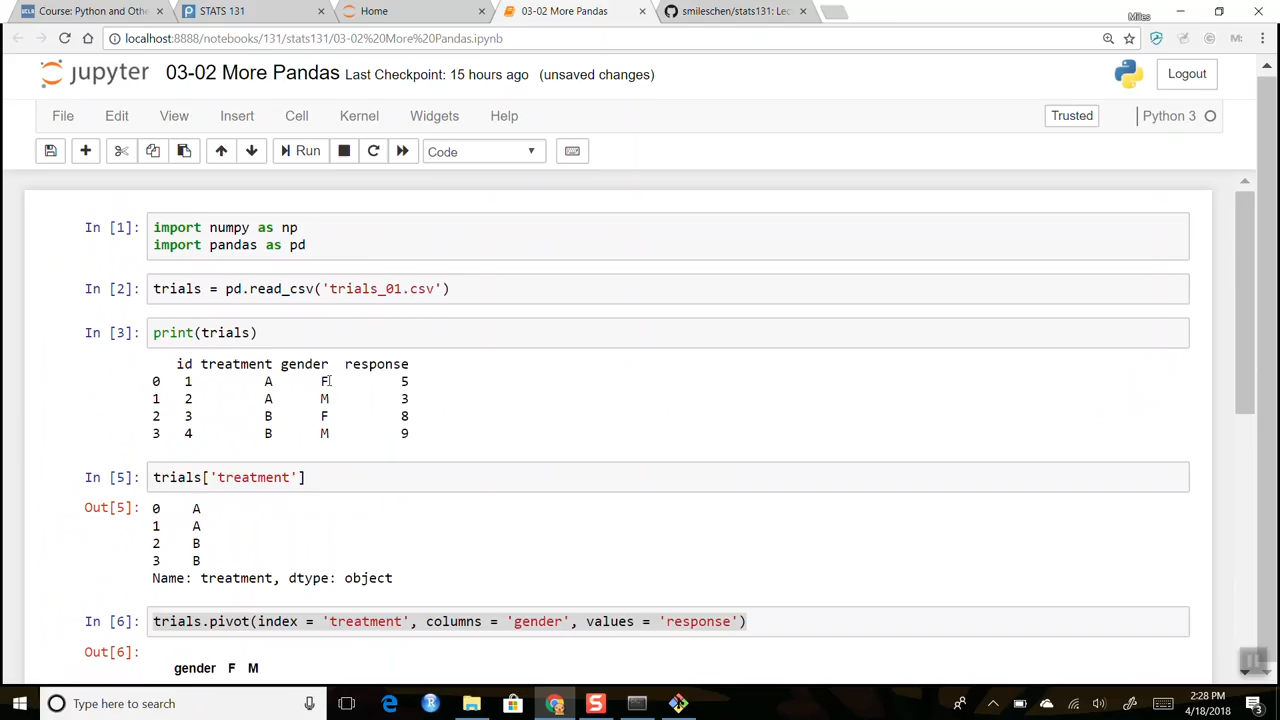 Course: Python and Othe
STATS 131
Home
03-02 More Pandas
smileschen/stats131: Lec
Miles
localhost:8888/notebooks/131/stats131/03-02%20More%20Pandas.ipynb
jupyter 03-02 More Pandas Last Checkpoint: 15 hours ago (unsaved changes)
Logout
File Edit View Insert Cell Kernel Widgets Help
Trusted
Python 3
Run
Code
In [1]:
import numpy as np
import pandas as pd
In [2]: trials = pd.read_csv('trials_01.csv')
In [3]: print(trials)
id treatment gender response
0 1 A F 5
1 2 A M 3
2 3 B F 8
3 4 B M 9
In [5]: trials['treatment']
Out[5]:
0 A
1 A
2 B
3 B
Name: treatment, dtype: object
In [6]: trials.pivot(index = 'treatment', columns = 'gender', values = 'response')
Out[6]:
gender F M
Type here to search
2:28 PM
4/18/2018